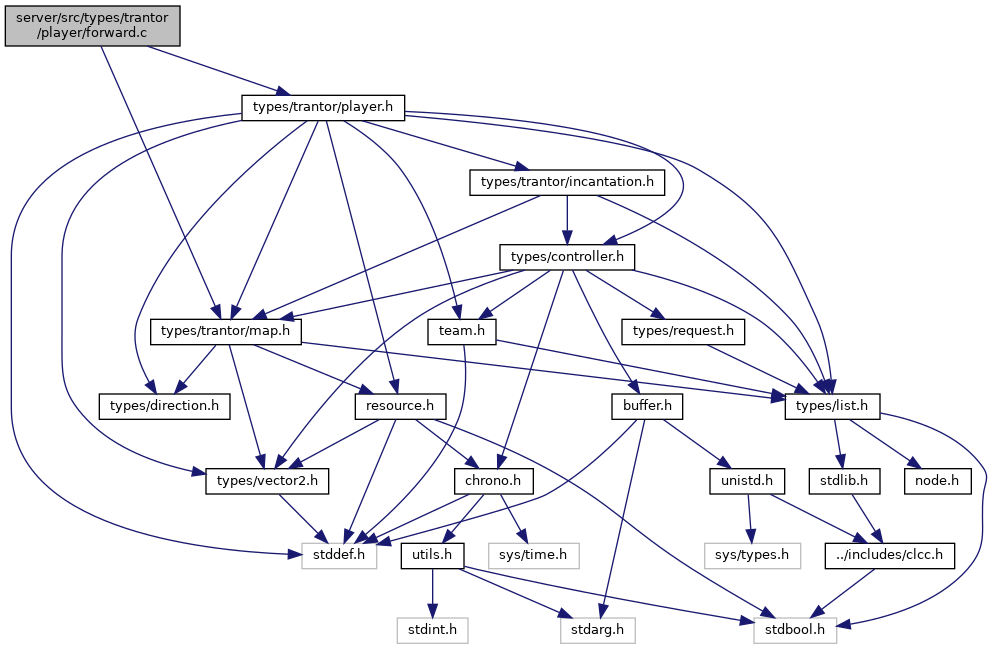 server/src/types/trantor
/player/forward.c
types/trantor/player.h
types/trantor/incantation.h
types/controller.h
types/trantor/map.h
team.h
types/request.h
types/direction.h
resource.h
buffer.h
types/list.h
types/vector2.h
chrono.h
unistd.h
stdlib.h
node.h
stddef.h
utils.h
sys/time.h
sys/types.h
../includes/clcc.h
stdint.h
stdarg.h
stdbool.h